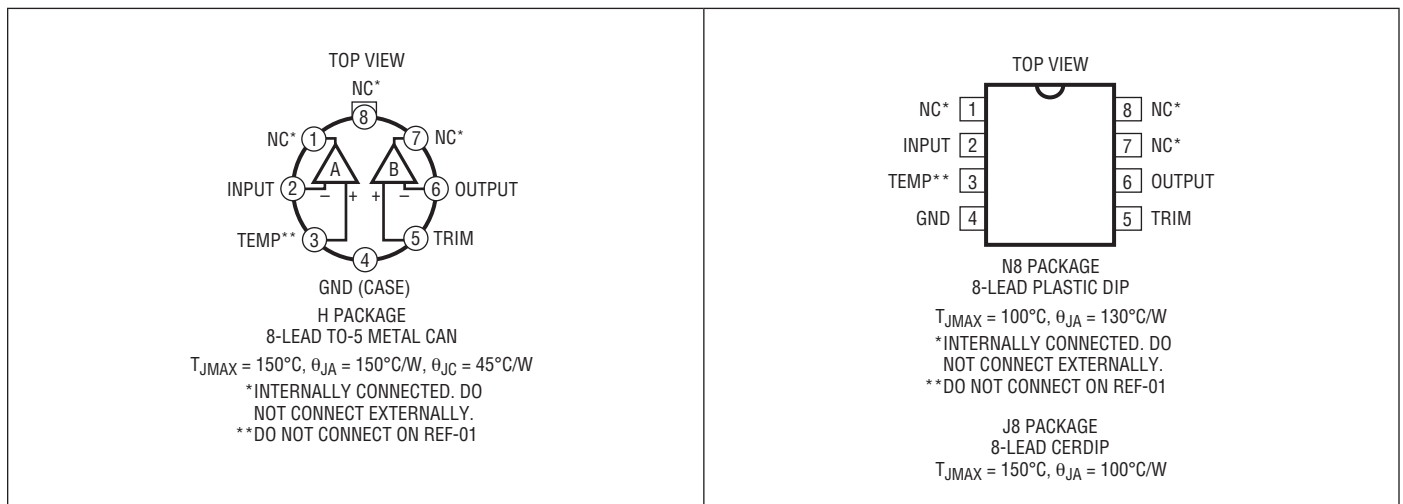 TOP VIEW
NC*
8
NC* 1
7 NC*
A
B
INPUT 2
– + + –
6 OUTPUT
TEMP** 3
5 TRIM
4
GND (CASE)
H PACKAGE
8-LEAD TO-5 METAL CAN
TJMAX = 150°C, θJA = 150°C/W, θJC = 45°C/W
*INTERNALLY CONNECTED. DO
NOT CONNECT EXTERNALLY.
**DO NOT CONNECT ON REF-01
TOP VIEW
NC* 1
8 NC*
INPUT 2
7 NC*
TEMP** 3
6 OUTPUT
GND 4
5 TRIM
N8 PACKAGE
8-LEAD PLASTIC DIP
TJMAX = 100°C, θJA = 130°C/W
*INTERNALLY CONNECTED. DO
NOT CONNECT EXTERNALLY.
**DO NOT CONNECT ON REF-01
J8 PACKAGE
8-LEAD CERDIP
TJMAX = 150°C, θJA = 100°C/W